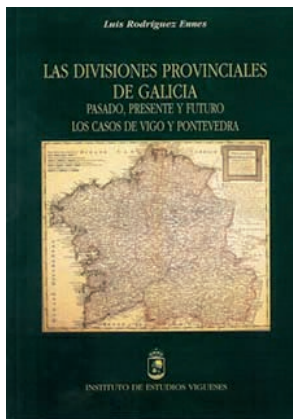 Luis Rodríguez Ennes
LAS DIVISIONES PROVINCIALES
DE GALICIA
PASADO, PRESENTE Y FUTURO
LOS CASOS DE VIGO Y PONTEVEDRA
INSTITUTO DE ESTUDIOS VIGUESES